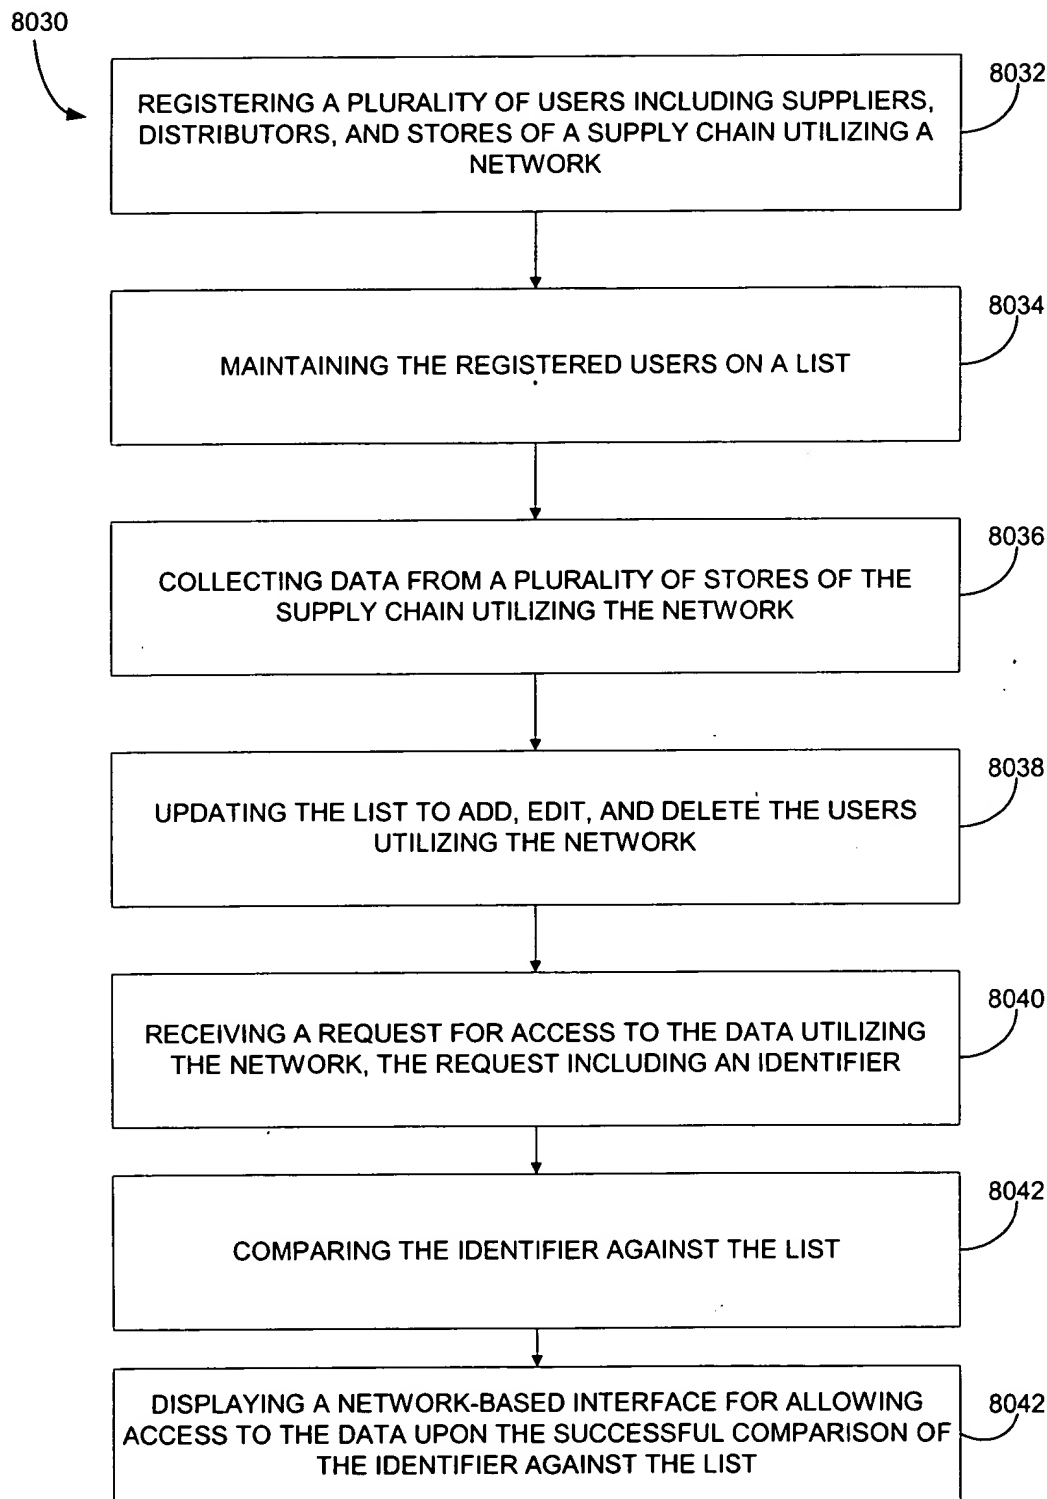 8030
8032
REGISTERING A PLURALITY OF USERS INCLUDING SUPPLIERS,
DISTRIBUTORS, AND STORES OF A SUPPLY CHAIN UTILIZING A
NETWORK
8034
MAINTAINING THE REGISTERED USERS ON A LIST
8036
COLLECTING DATA FROM A PLURALITY OF STORES OF THE
SUPPLY CHAIN UTILIZING THE NETWORK
8038
UPDATING THE LIST TO ADD, EDIT, AND DELETE THE USERS
UTILIZING THE NETWORK
8040
RECEIVING A REQUEST FOR ACCESS TO THE DATA UTILIZING
THE NETWORK, THE REQUEST INCLUDING AN IDENTIFIER
8042
COMPARING THE IDENTIFIER AGAINST THE LIST
8042
DISPLAYING A NETWORK-BASED INTERFACE FOR ALLOWING
ACCESS TO THE DATA UPON THE SUCCESSFUL COMPARISON OF
THE IDENTIFIER AGAINST THE LIST